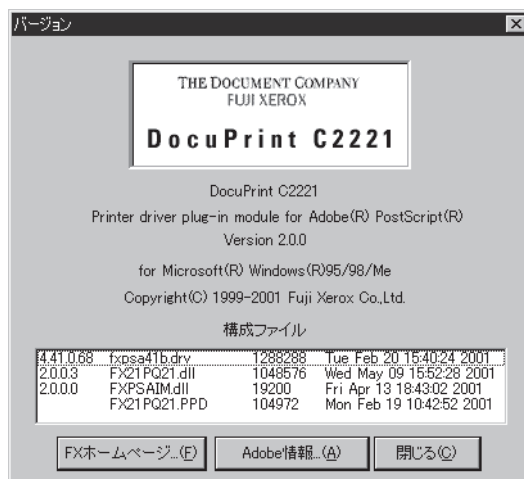 バージョン
THE DOCUMENT COMPANY
FUJI XEROX
DocuPrint C2221
DocuPrint C2221
Printer driver plug-in module for Adobe(R) PostScript(R)
Version 2.0.0
for Microsoft(R) Windows(R)95/98/Me
Copyright(C) 1999-2001 Fuji Xerox Co.,Ltd.
構成ファイル
4.41.0.68 fxpsa41b.drv 1288288 Tue Feb 20 15:40:24 2001
2.0.0.3 FX21PQ21.dll 1048576 Wed May 09 15:52:28 2001
2.0.0.0 FXPSAIM.dll 19200 Fri Apr 13 18:43:02 2001
FX21PQ21.PPD 104972 Mon Feb 19 10:42:52 2001
FXホームページ...(F) Adobe情報...(A) 閉じる(C)